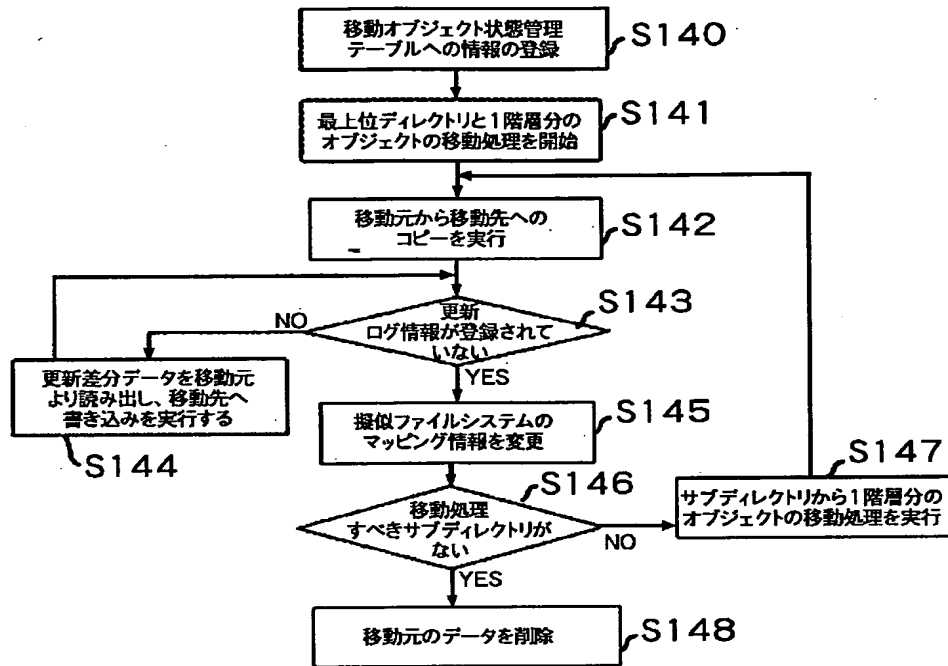 移動オブジェクト状態管理
テーブルへの情報の登録
S140
最上位ディレクトリと1階層分の
オブジェクトの移動処理を開始
S141
移動元から移動先への
コピーを実行
S142
更新
ログ情報が登録されて
いない
S143
NO
YES
更新差分データを移動元
より読み出し、移動先へ
書き込みを実行する
S144
擬似ファイルシステムの
マッピング情報を変更
S145
移動処理
すべきサブディレクトリが
ない
S146
NO
YES
サブディレクトリから1階層分の
オブジェクトの移動処理を実行
S147
移動元のデータを削除
S148